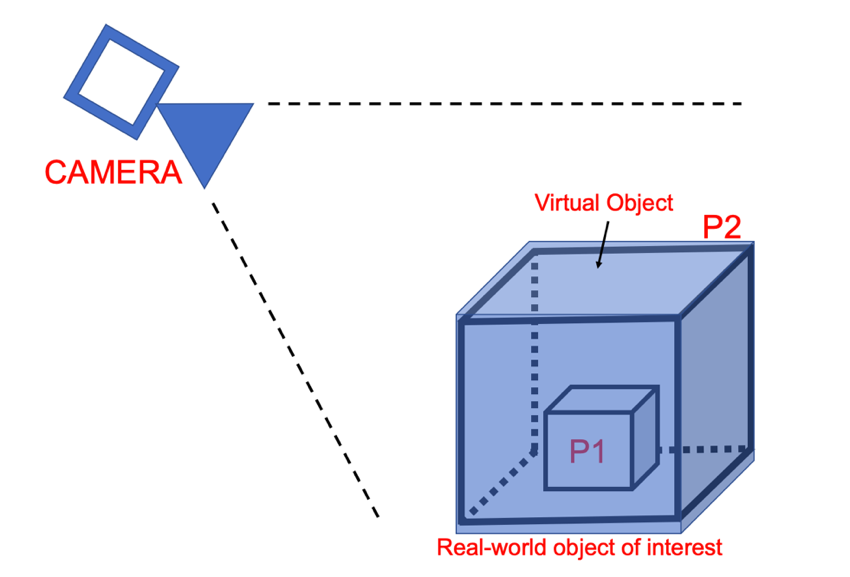 CAMERA
Virtual Object
P2
P1
Real-world object of interest